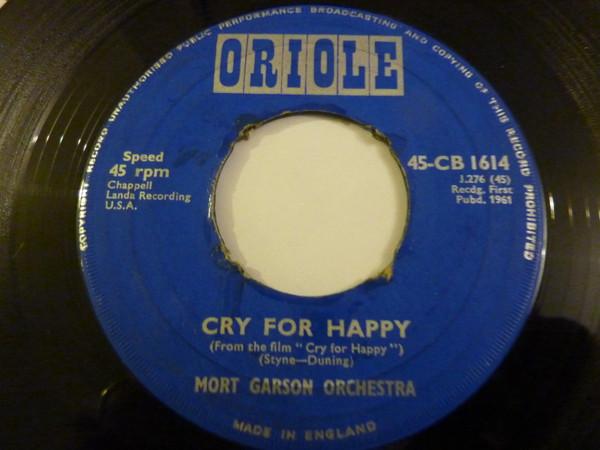 COPYRIGHT RECORD UNAUTHORISED PUBLIC PERFORMANCE BROADCASTING AND COPYING OF THIS RECORD PROHIBITED
ORIOLE
Speed
45 rpm
Chappell
Landa Recording
U.S.A.
45-CB 1614
J.276 (45)
Recdg. First
Pubd. 1961
CRY FOR HAPPY
(From the film "Cry for Happy")
(Styne—Duning)
MORT GARSON ORCHESTRA
MADE IN ENGLAND